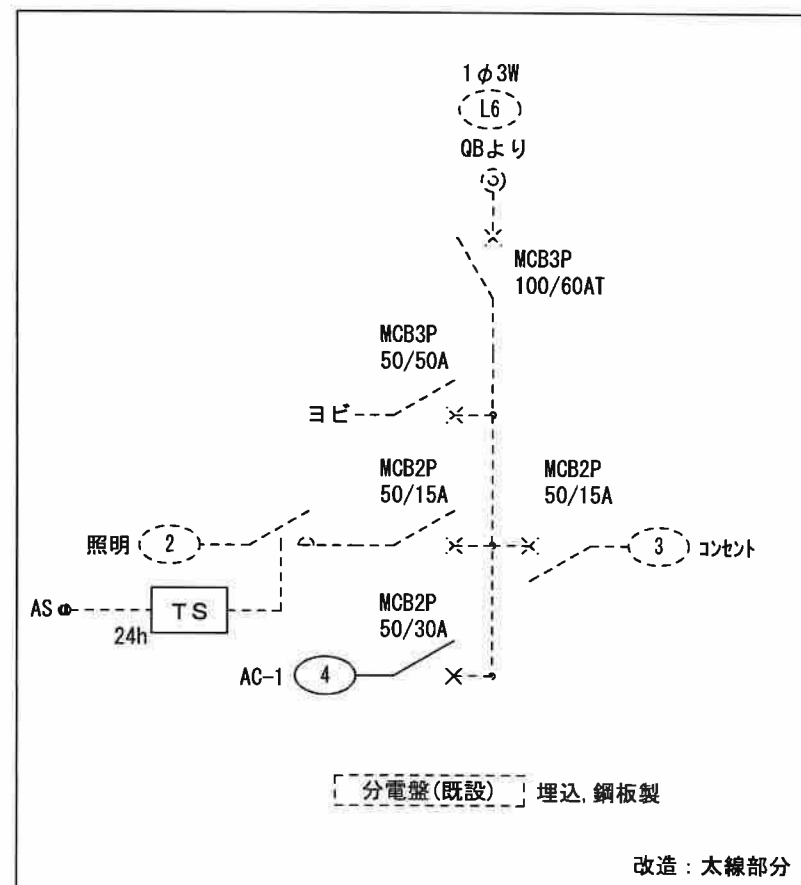 1φ3W
L6
QBより
MCB3P
100/60AT
MCB3P
50/50A
ヨビ
MCB2P
50/15A
MCB2P
50/15A
照明 2
3 コンセント
AS
TS
24h
MCB2P
50/30A
AC-1 4
分電盤(既設) 埋込,鋼板製
改造:太線部分